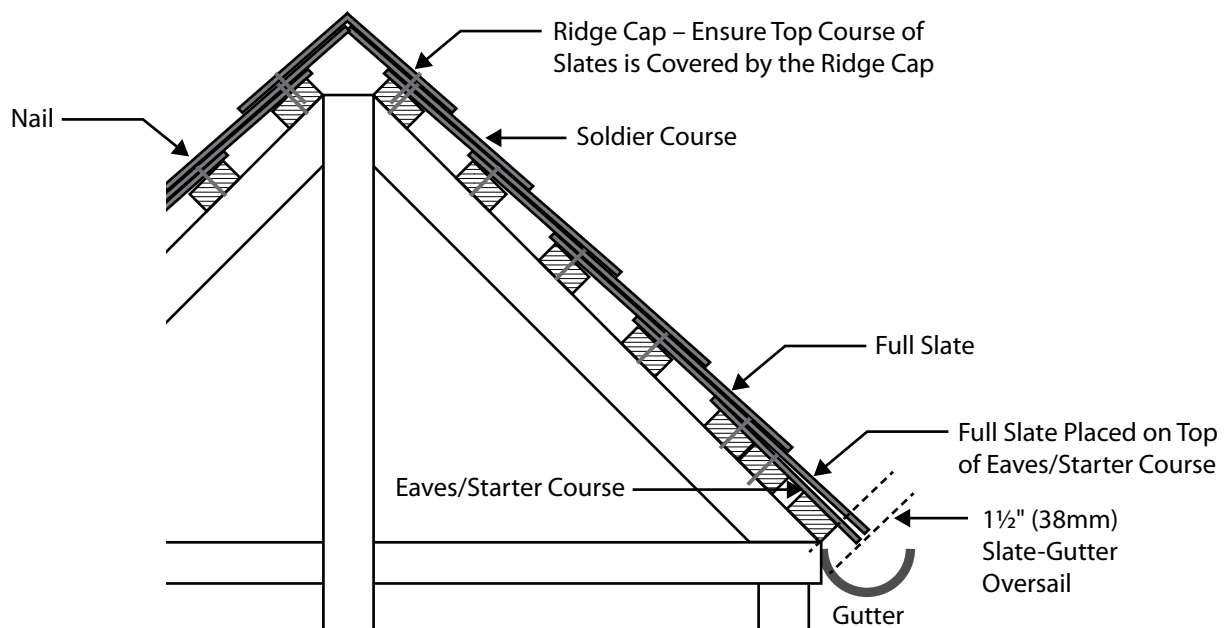 Ridge Cap – Ensure Top Course of
Slates is Covered by the Ridge Cap
Nail
Soldier Course
Full Slate
Full Slate Placed on Top
of Eaves/Starter Course
Eaves/Starter Course
1½" (38mm)
Slate-Gutter
Oversail
Gutter